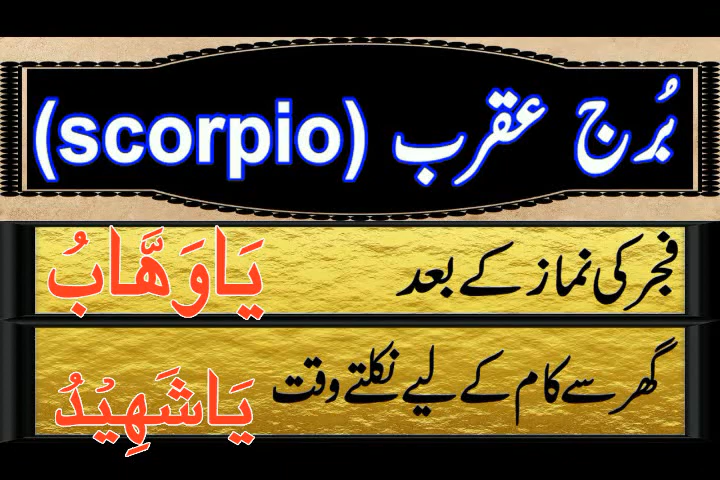 بُرج عقرب (scorpio)
فجر کی نماز کے بعد یَاوَھَّابُ
گھر سے کام کے لیے نکلتے وقت یَاشَھِیْدُ